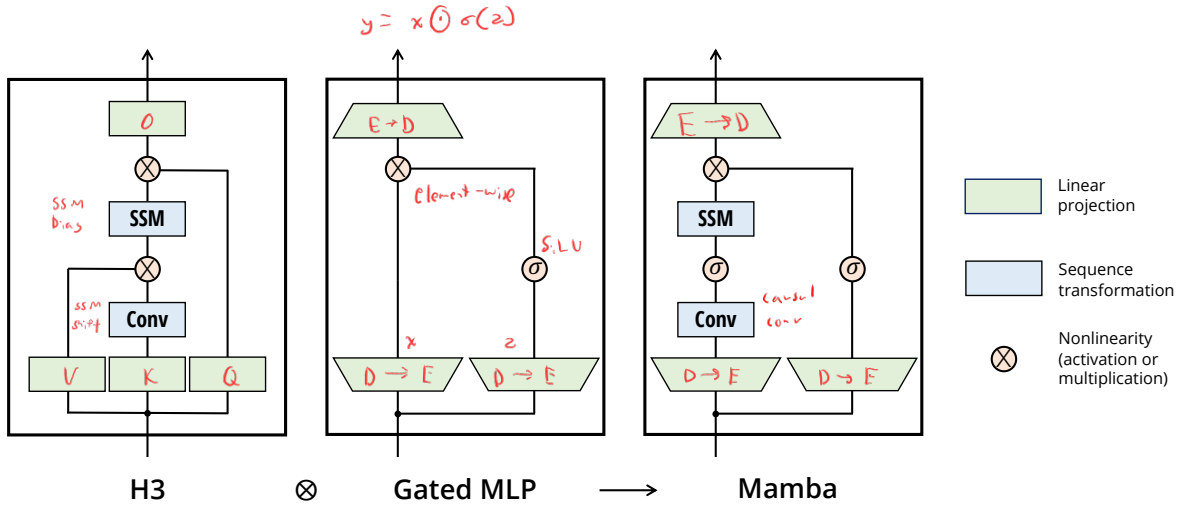 y = x ⊙ σ(z)
O
SSM
Diag
SSM
SSM
shift
Conv
V
K
Q
H3
⊗
E → D
Element-wise
SiLU
σ
x
z
D → E
D → E
Gated MLP
→
E → D
SSM
σ
σ
Conv
causal
conv
D → E
D → E
Mamba
Linear
projection
Sequence
transformation
Nonlinearity
(activation or
multiplication)